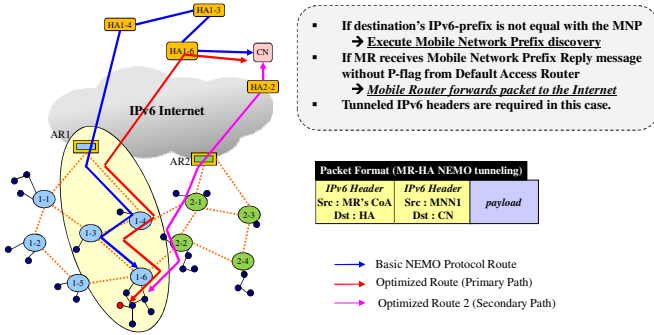 HA1-3
HA1-4
HA1-6
CN
HA2-2
IPv6 Internet
AR1
AR2
1-1
1-2
1-3
1-4
1-5
1-6
2-1
2-2
2-3
2-4
• If destination's IPv6-prefix is not equal with the MNP
→ Execute Mobile Network Prefix discovery
• If MR receives Mobile Network Prefix Reply message
without P-flag from Default Access Router
→ Mobile Router forwards packet to the Internet
• Tunneled IPv6 headers are required in this case.
Packet Format (MR-HA NEMO tunneling)
IPv6 Header
Src : MR's CoA
Dst : HA
IPv6 Header
Src : MNN1
Dst : CN
payload
Basic NEMO Protocol Route
Optimized Route (Primary Path)
Optimized Route 2 (Secondary Path)